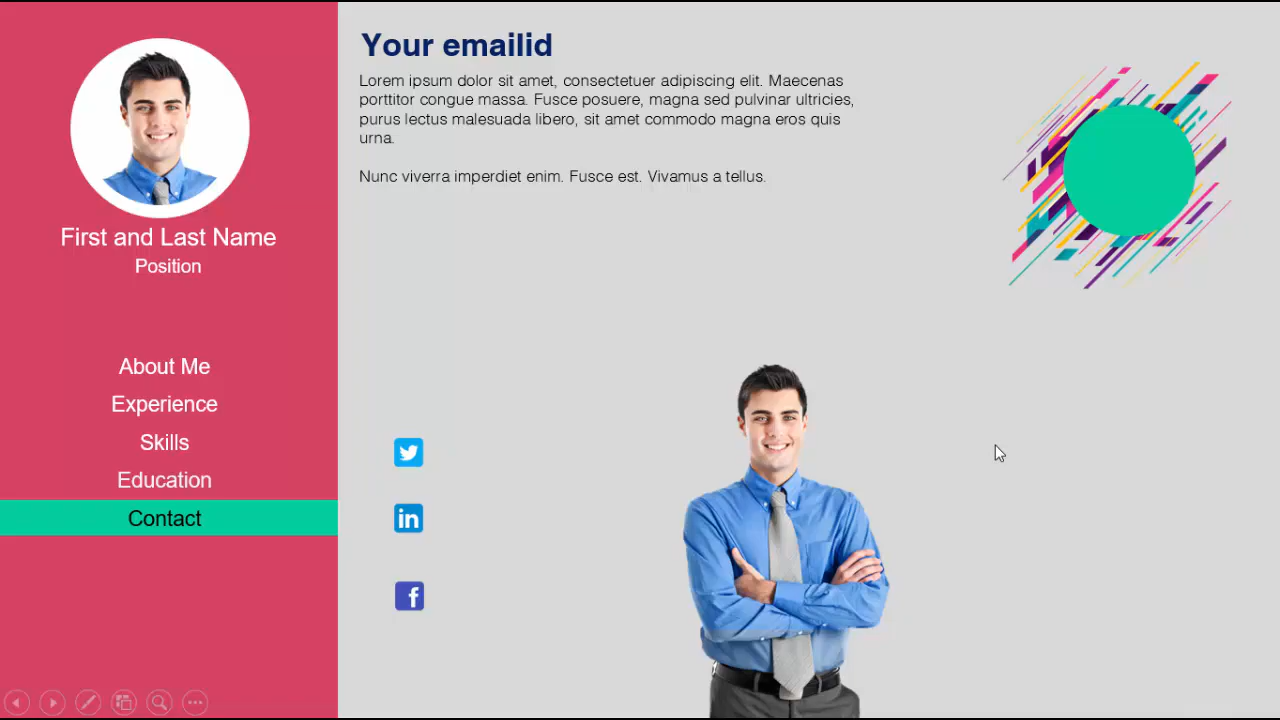 First and Last Name
Position
About Me
Experience
Skills
Education
Contact
Your emailid
Lorem ipsum dolor sit amet, consectetuer adipiscing elit. Maecenas
porttitor congue massa. Fusce posuere, magna sed pulvinar ultricies,
purus lectus malesuada libero, sit amet commodo magna eros quis
urna.
Nunc viverra imperdiet enim. Fusce est. Vivamus a tellus.
in
f